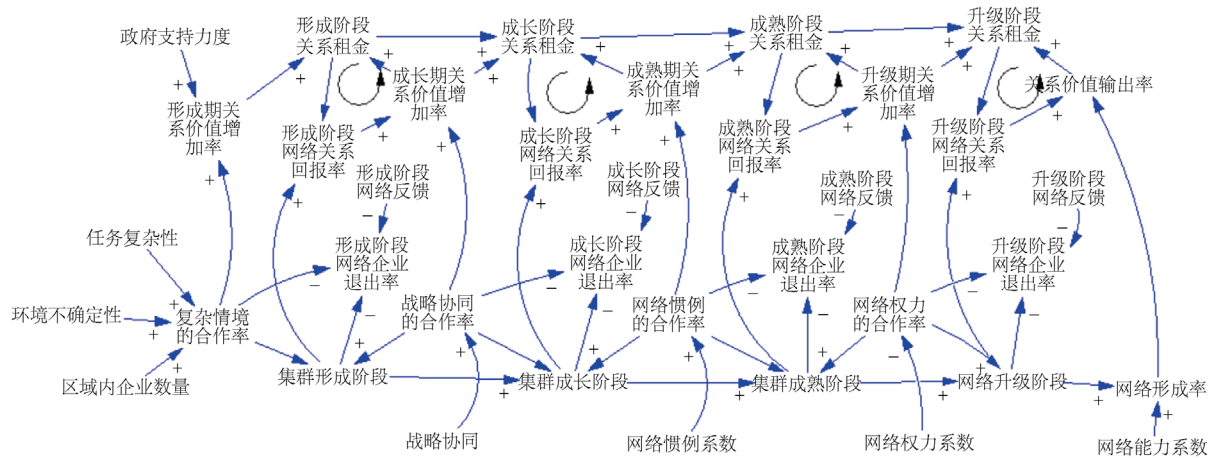 政府支持力度
形成阶段
关系租金
成长阶段
关系租金
成熟阶段
关系租金
升级阶段
关系租金
形成期关
系价值增
加率
成长期关
系价值增
加率
成熟期关
系价值增
加率
升级期关
系价值增
加率
关系价值输出率
形成阶段
网络关系
回报率
成长阶段
网络关系
回报率
成熟阶段
网络关系
回报率
升级阶段
网络关系
回报率
形成阶段
网络反馈
成长阶段
网络反馈
成熟阶段
网络反馈
升级阶段
网络反馈
任务复杂性
形成阶段
网络企业
退出率
成长阶段
网络企业
退出率
成熟阶段
网络企业
退出率
升级阶段
网络企业
退出率
环境不确定性
复杂情境
的合作率
战略协同
的合作率
网络惯例
的合作率
网络权力
的合作率
区域内企业数量
集群形成阶段
集群成长阶段
集群成熟阶段
网络升级阶段
网络形成率
战略协同
网络惯例系数
网络权力系数
网络能力系数